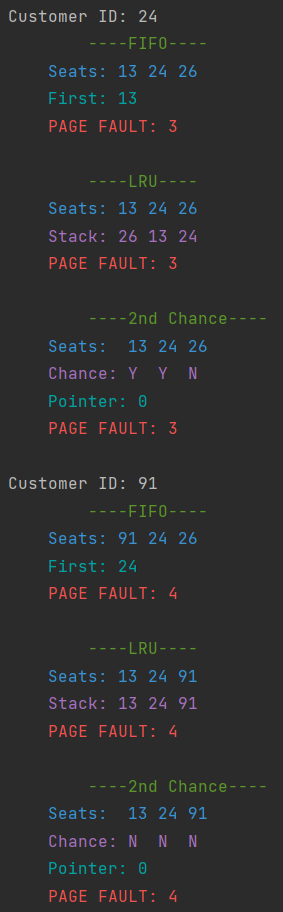 Customer ID: 24
----FIFO----
Seats: 13 24 26
First: 13
PAGE FAULT: 3
----LRU----
Seats: 13 24 26
Stack: 26 13 24
PAGE FAULT: 3
----2nd Chance----
Seats:  13 24 26
Chance: Y  Y  N
Pointer: 0
PAGE FAULT: 3
Customer ID: 91
----FIFO----
Seats: 91 24 26
First: 24
PAGE FAULT: 4
----LRU----
Seats: 13 24 91
Stack: 13 24 91
PAGE FAULT: 4
----2nd Chance----
Seats:  13 24 91
Chance: N  N  N
Pointer: 0
PAGE FAULT: 4